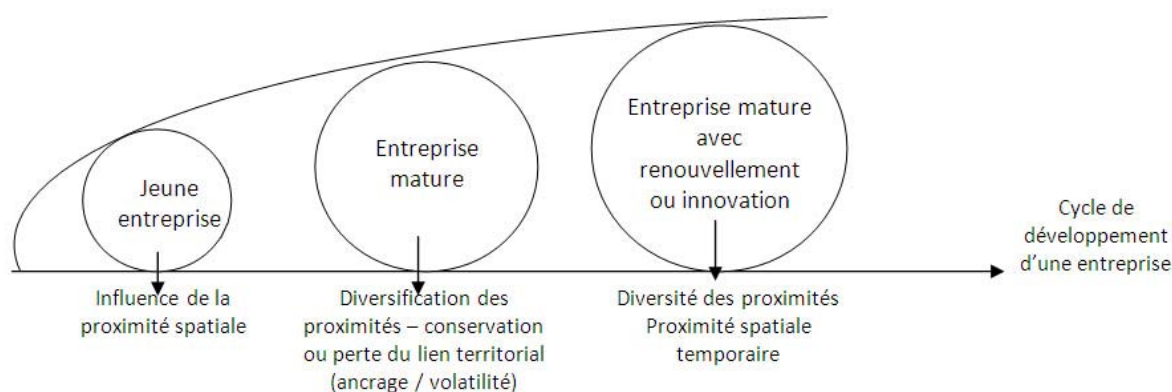 Jeune
entreprise
Entreprise
mature
Entreprise mature
avec
renouvellement
ou innovation
Cycle de
développement
d’une entreprise
Influence de la
proximité spatiale
Diversification des
proximités – conservation
ou perte du lien territorial
(ancrage / volatilité)
Diversité des proximités
Proximité spatiale
temporaire